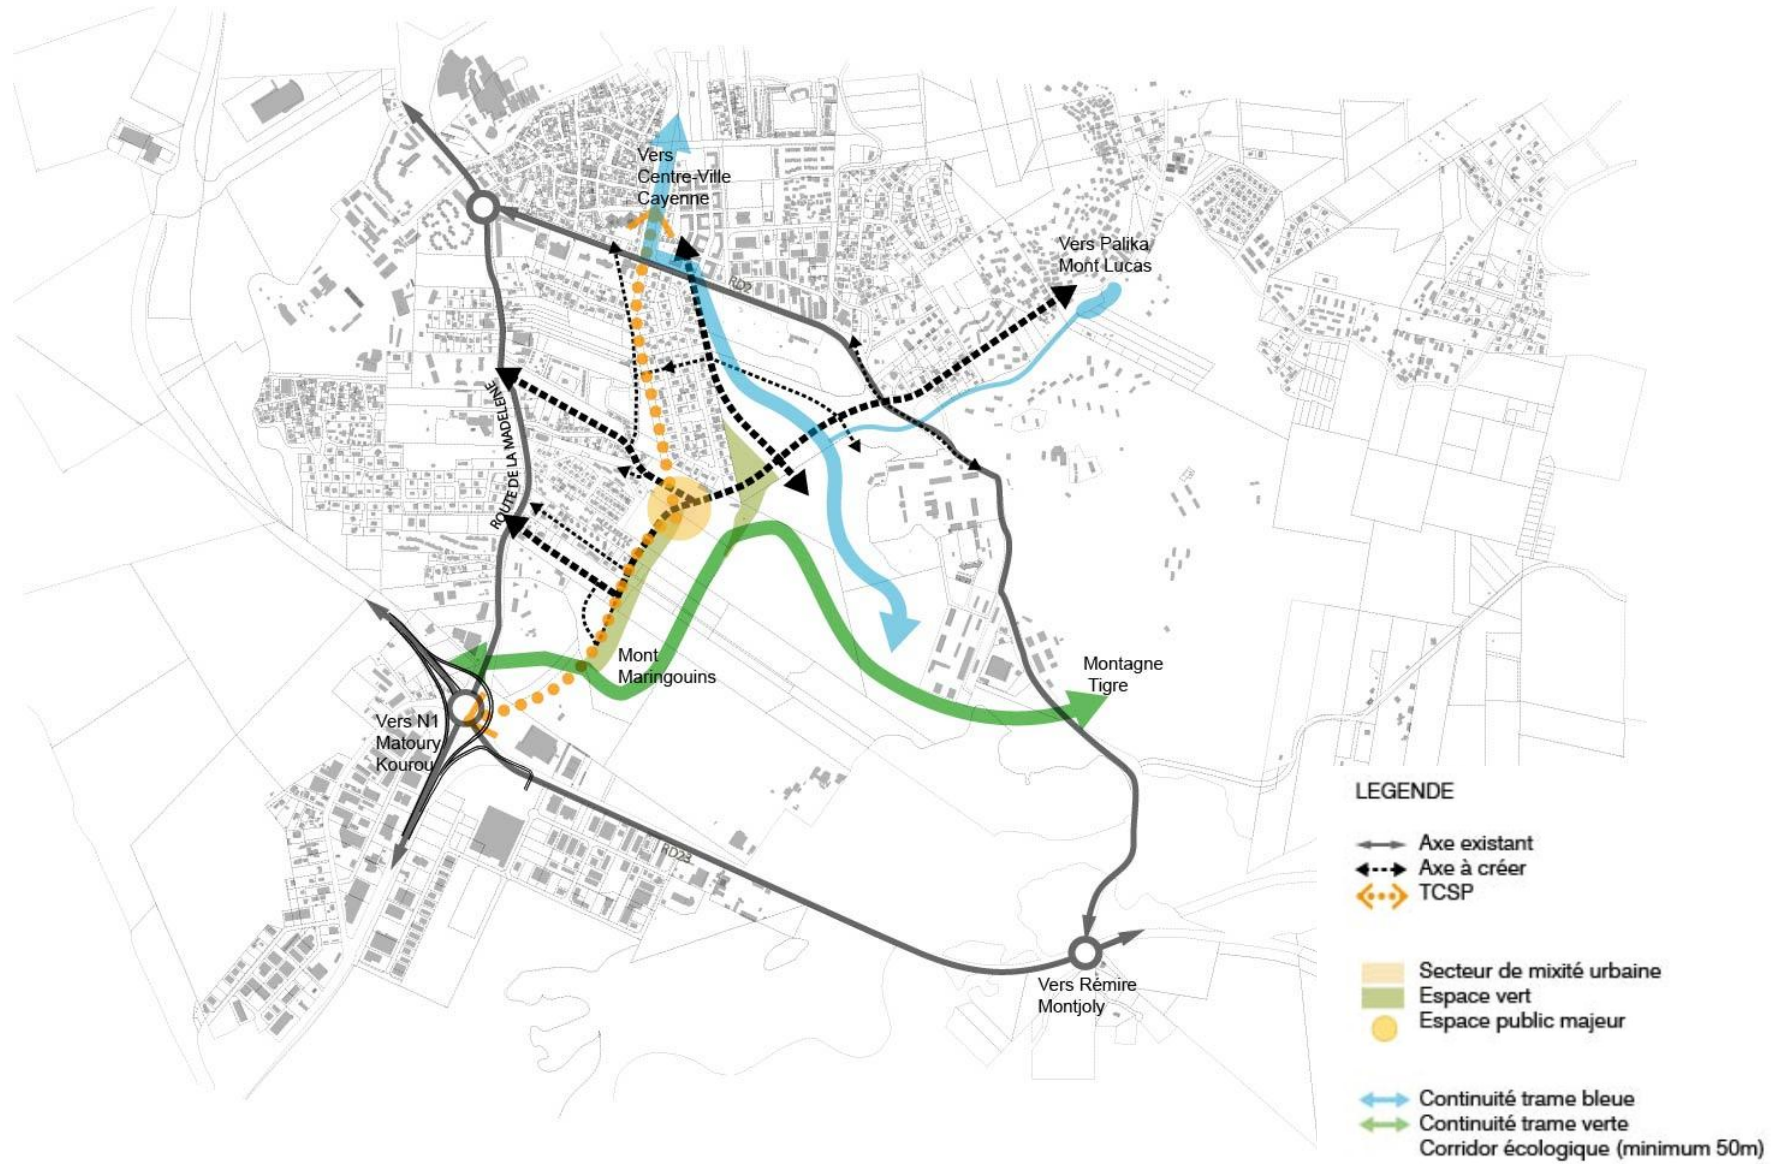 Vers
Centre-Ville
Cayenne
Vers Palika
Mont Lucas
RD2
ROUTE DE LA MADELEINE
Mont
Maringouins
Montagne
Tigre
Vers N1
Matoury
Kourou
RD23
Vers Rémire
Montjoly
LEGENDE
Axe existant
Axe à créer
TCSP
Secteur de mixité urbaine
Espace vert
Espace public majeur
Continuité trame bleue
Continuité trame verte
Corridor écologique (minimum 50m)